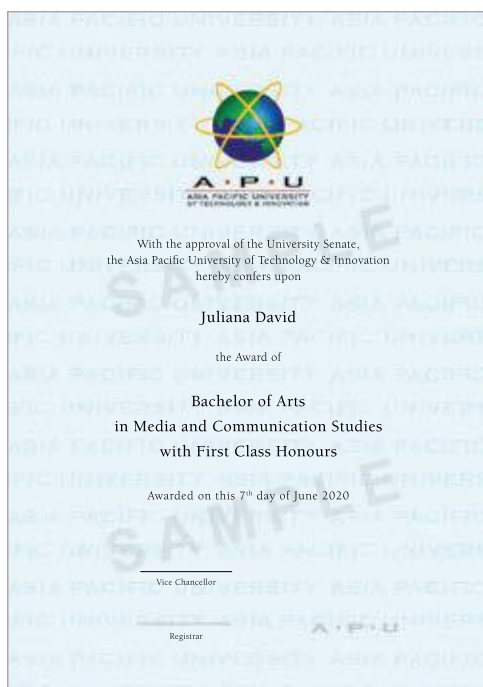 A·P·U
ASIA PACIFIC UNIVERSITY
OF TECHNOLOGY & INNOVATION
With the approval of the University Senate,
the Asia Pacific University of Technology & Innovation
hereby confers upon
Juliana David
the Award of
Bachelor of Arts
in Media and Communication Studies
with First Class Honours
Awarded on this 7th day of June 2020
SAMPLE
SAMPLE
Vice Chancellor
Registrar
A·P·U